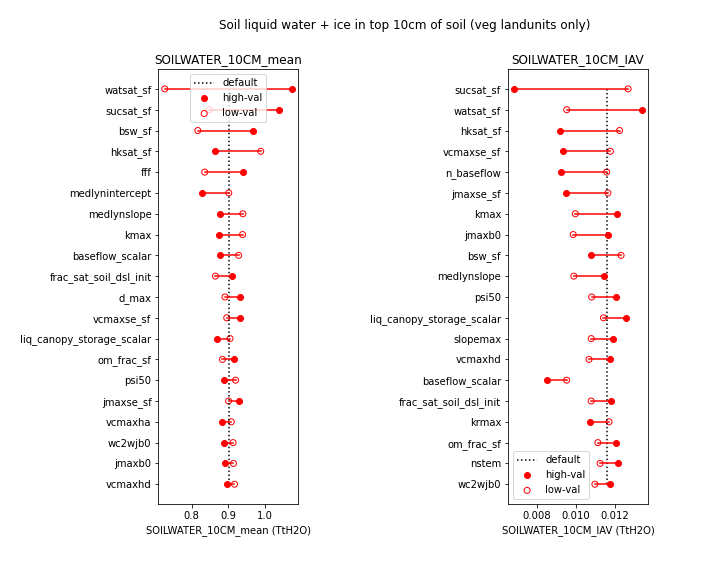 Soil liquid water + ice in top 10cm of soil (veg landunits only)
SOILWATER_10CM_mean
watsat_sf
sucsat_sf
bsw_sf
hksat_sf
fff
medlynintercept
medlynslope
kmax
baseflow_scalar
frac_sat_soil_dsl_init
d_max
vcmaxse_sf
liq_canopy_storage_scalar
om_frac_sf
psi50
jmaxse_sf
vcmaxha
wc2wjb0
jmaxb0
vcmaxhd
default
high-val
low-val
0.8 0.9 1.0
SOILWATER_10CM_mean (TtH2O)
SOILWATER_10CM_IAV
sucsat_sf
watsat_sf
hksat_sf
vcmaxse_sf
n_baseflow
jmaxse_sf
kmax
jmaxb0
bsw_sf
medlynslope
psi50
liq_canopy_storage_scalar
slopemax
vcmaxhd
baseflow_scalar
frac_sat_soil_dsl_init
krmax
om_frac_sf
nstem
wc2wjb0
default
high-val
low-val
0.008 0.010 0.012
SOILWATER_10CM_IAV (TtH2O)